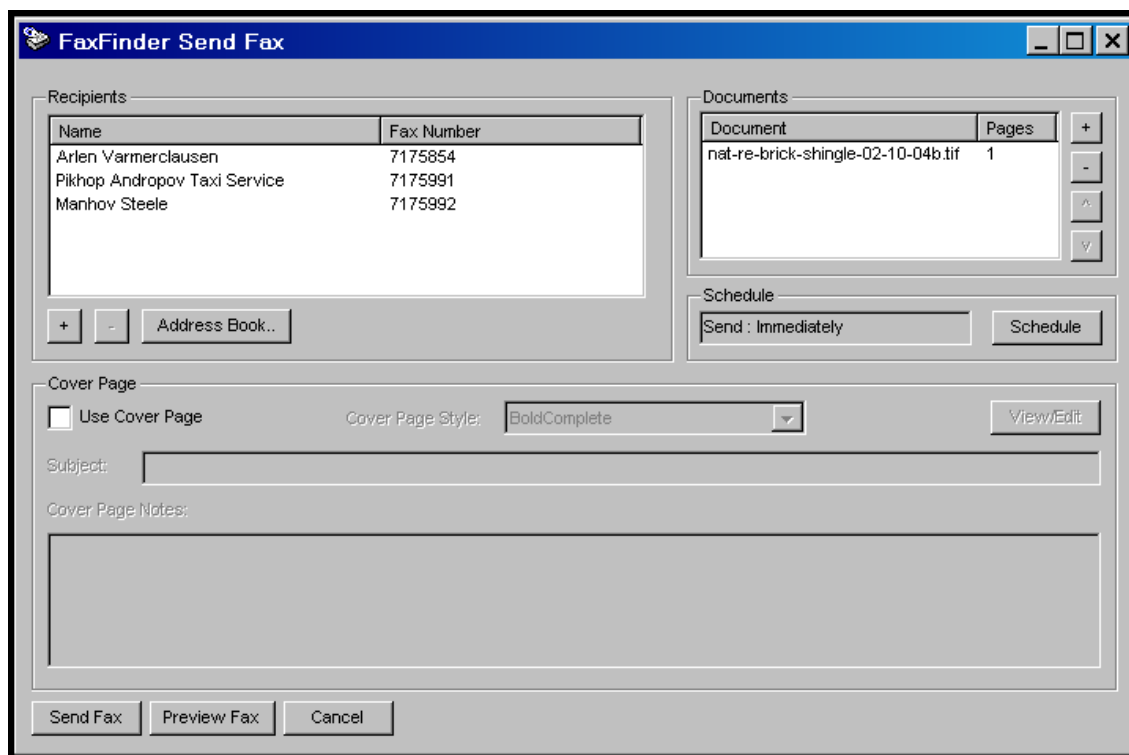 FaxFinder Send Fax
Recipients
Name Fax Number
Arlen Varmerclausen 7175854
Pikhop Andropov Taxi Service 7175991
Manhov Steele 7175992
+ - Address Book..
Documents
Document Pages
nat-re-brick-shingle-02-10-04b.tif 1
+
-
^
v
Schedule
Send : Immediately Schedule
Cover Page
Use Cover Page Cover Page Style: BoldComplete View/Edit
Subject:
Cover Page Notes:
Send Fax Preview Fax Cancel